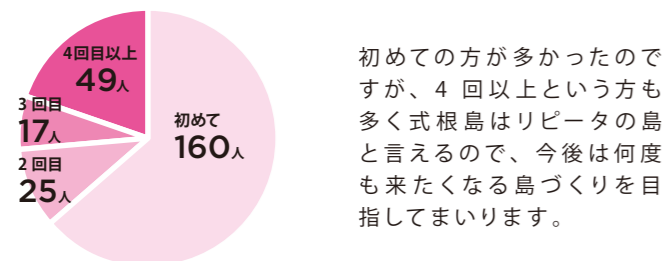 4回目以上
49人
3 回目
17人
2 回目
25人
初めて
160人
初めての方が多かったので
すが、4 回以上という方も
多く式根島はリピータの島
と言えるので、今後は何度
も来たくなる島づくりを目
指してまいります。